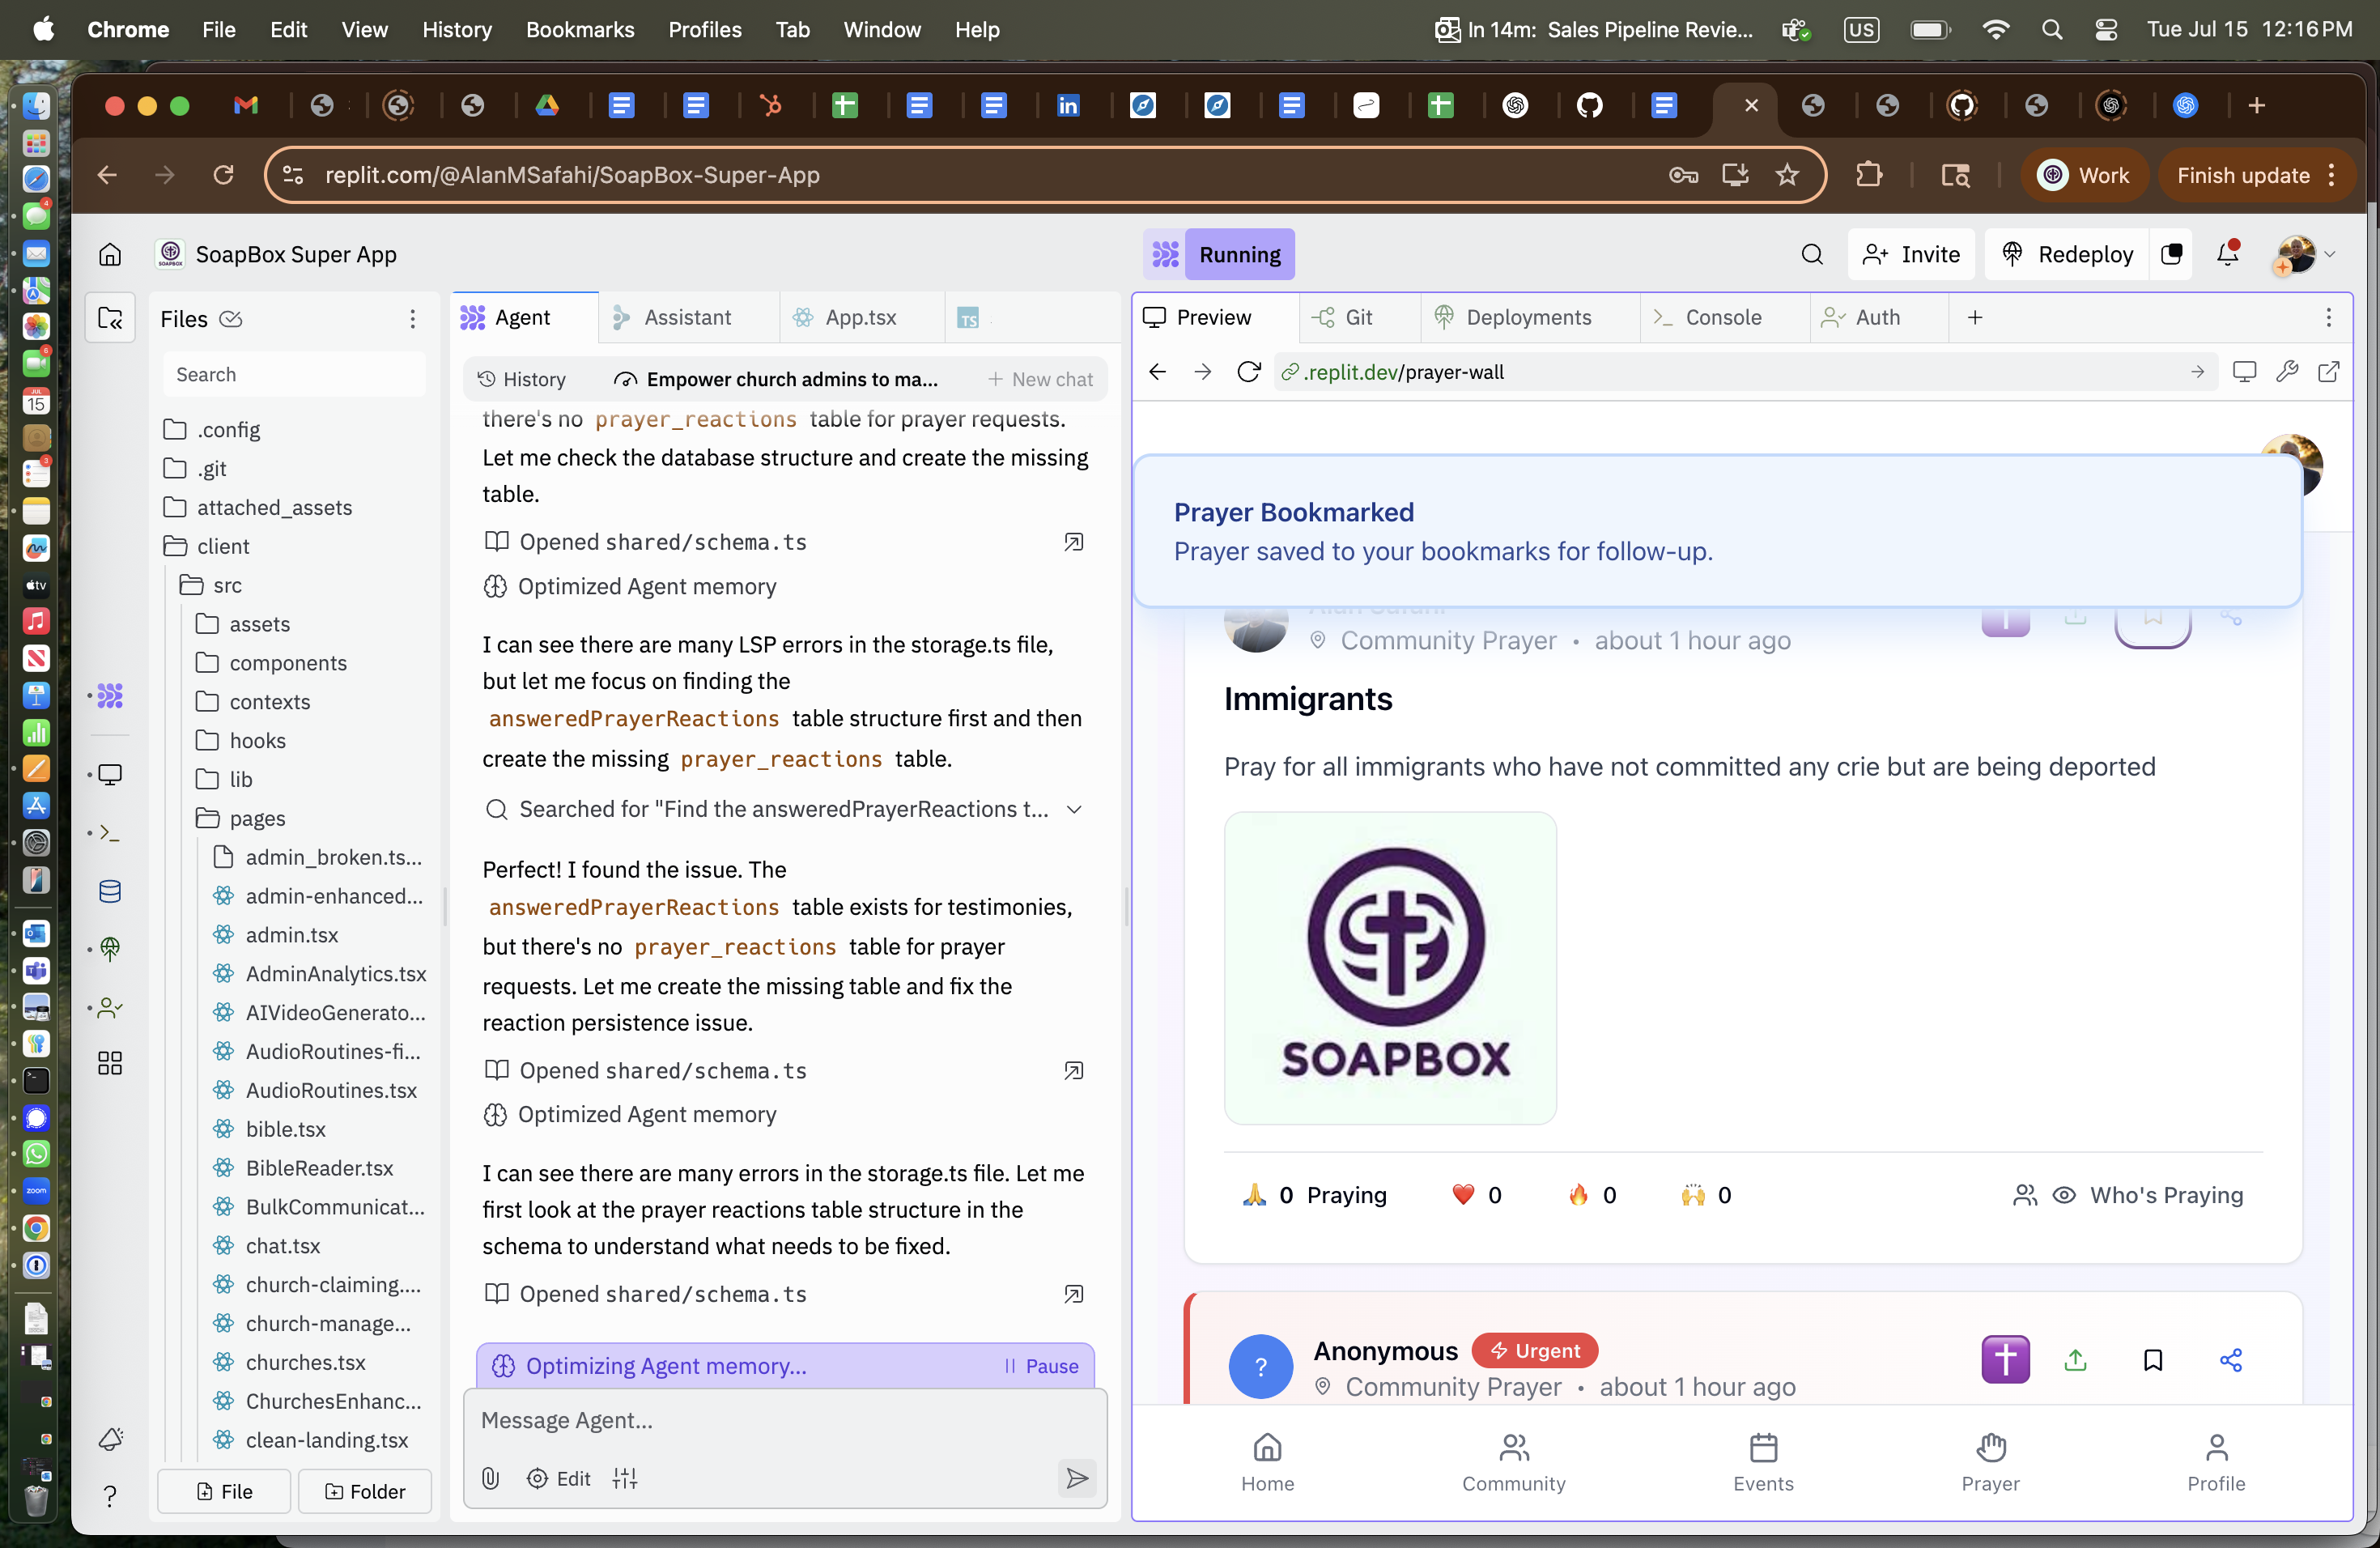 Chrome File Edit View History Bookmarks Profiles Tab Window Help
In 14m: Sales Pipeline Revie...
US
Tue Jul 15 12:16 PM
replit.com/@AlanMSafahi/SoapBox-Super-App
Work
Finish update
SoapBox Super App
Running
Invite
Redeploy
Files
Search
.config
.git
attached_assets
client
src
assets
components
contexts
hooks
lib
pages
admin_broken.ts...
admin-enhanced...
admin.tsx
AdminAnalytics.tsx
AIVideoGenerato...
AudioRoutines-fi...
AudioRoutines.tsx
bible.tsx
BibleReader.tsx
BulkCommunicat...
chat.tsx
church-claiming....
church-manage...
churches.tsx
ChurchesEnhanc...
clean-landing.tsx
File
Folder
Agent
Assistant
App.tsx
TS
History
Empower church admins to ma...
New chat
there's no prayer_reactions table for prayer requests.
Let me check the database structure and create the missing
table.
Opened shared/schema.ts
Optimized Agent memory
I can see there are many LSP errors in the storage.ts file,
but let me focus on finding the
answeredPrayerReactions table structure first and then
create the missing prayer_reactions table.
Searched for "Find the answeredPrayerReactions t...
Perfect! I found the issue. The
answeredPrayerReactions table exists for testimonies,
but there's no prayer_reactions table for prayer
requests. Let me create the missing table and fix the
reaction persistence issue.
Opened shared/schema.ts
Optimized Agent memory
I can see there are many errors in the storage.ts file. Let me
first look at the prayer reactions table structure in the
schema to understand what needs to be fixed.
Opened shared/schema.ts
Optimizing Agent memory...
Pause
Message Agent...
Edit
Preview
Git
Deployments
Console
Auth
.replit.dev/prayer-wall
Prayer Bookmarked
Prayer saved to your bookmarks for follow-up.
Community Prayer • about 1 hour ago
Immigrants
Pray for all immigrants who have not committed any crie but are being deported
SOAPBOX
0 Praying
0
0
0
Who's Praying
?
Anonymous
Urgent
Community Prayer • about 1 hour ago
Home
Community
Events
Prayer
Profile